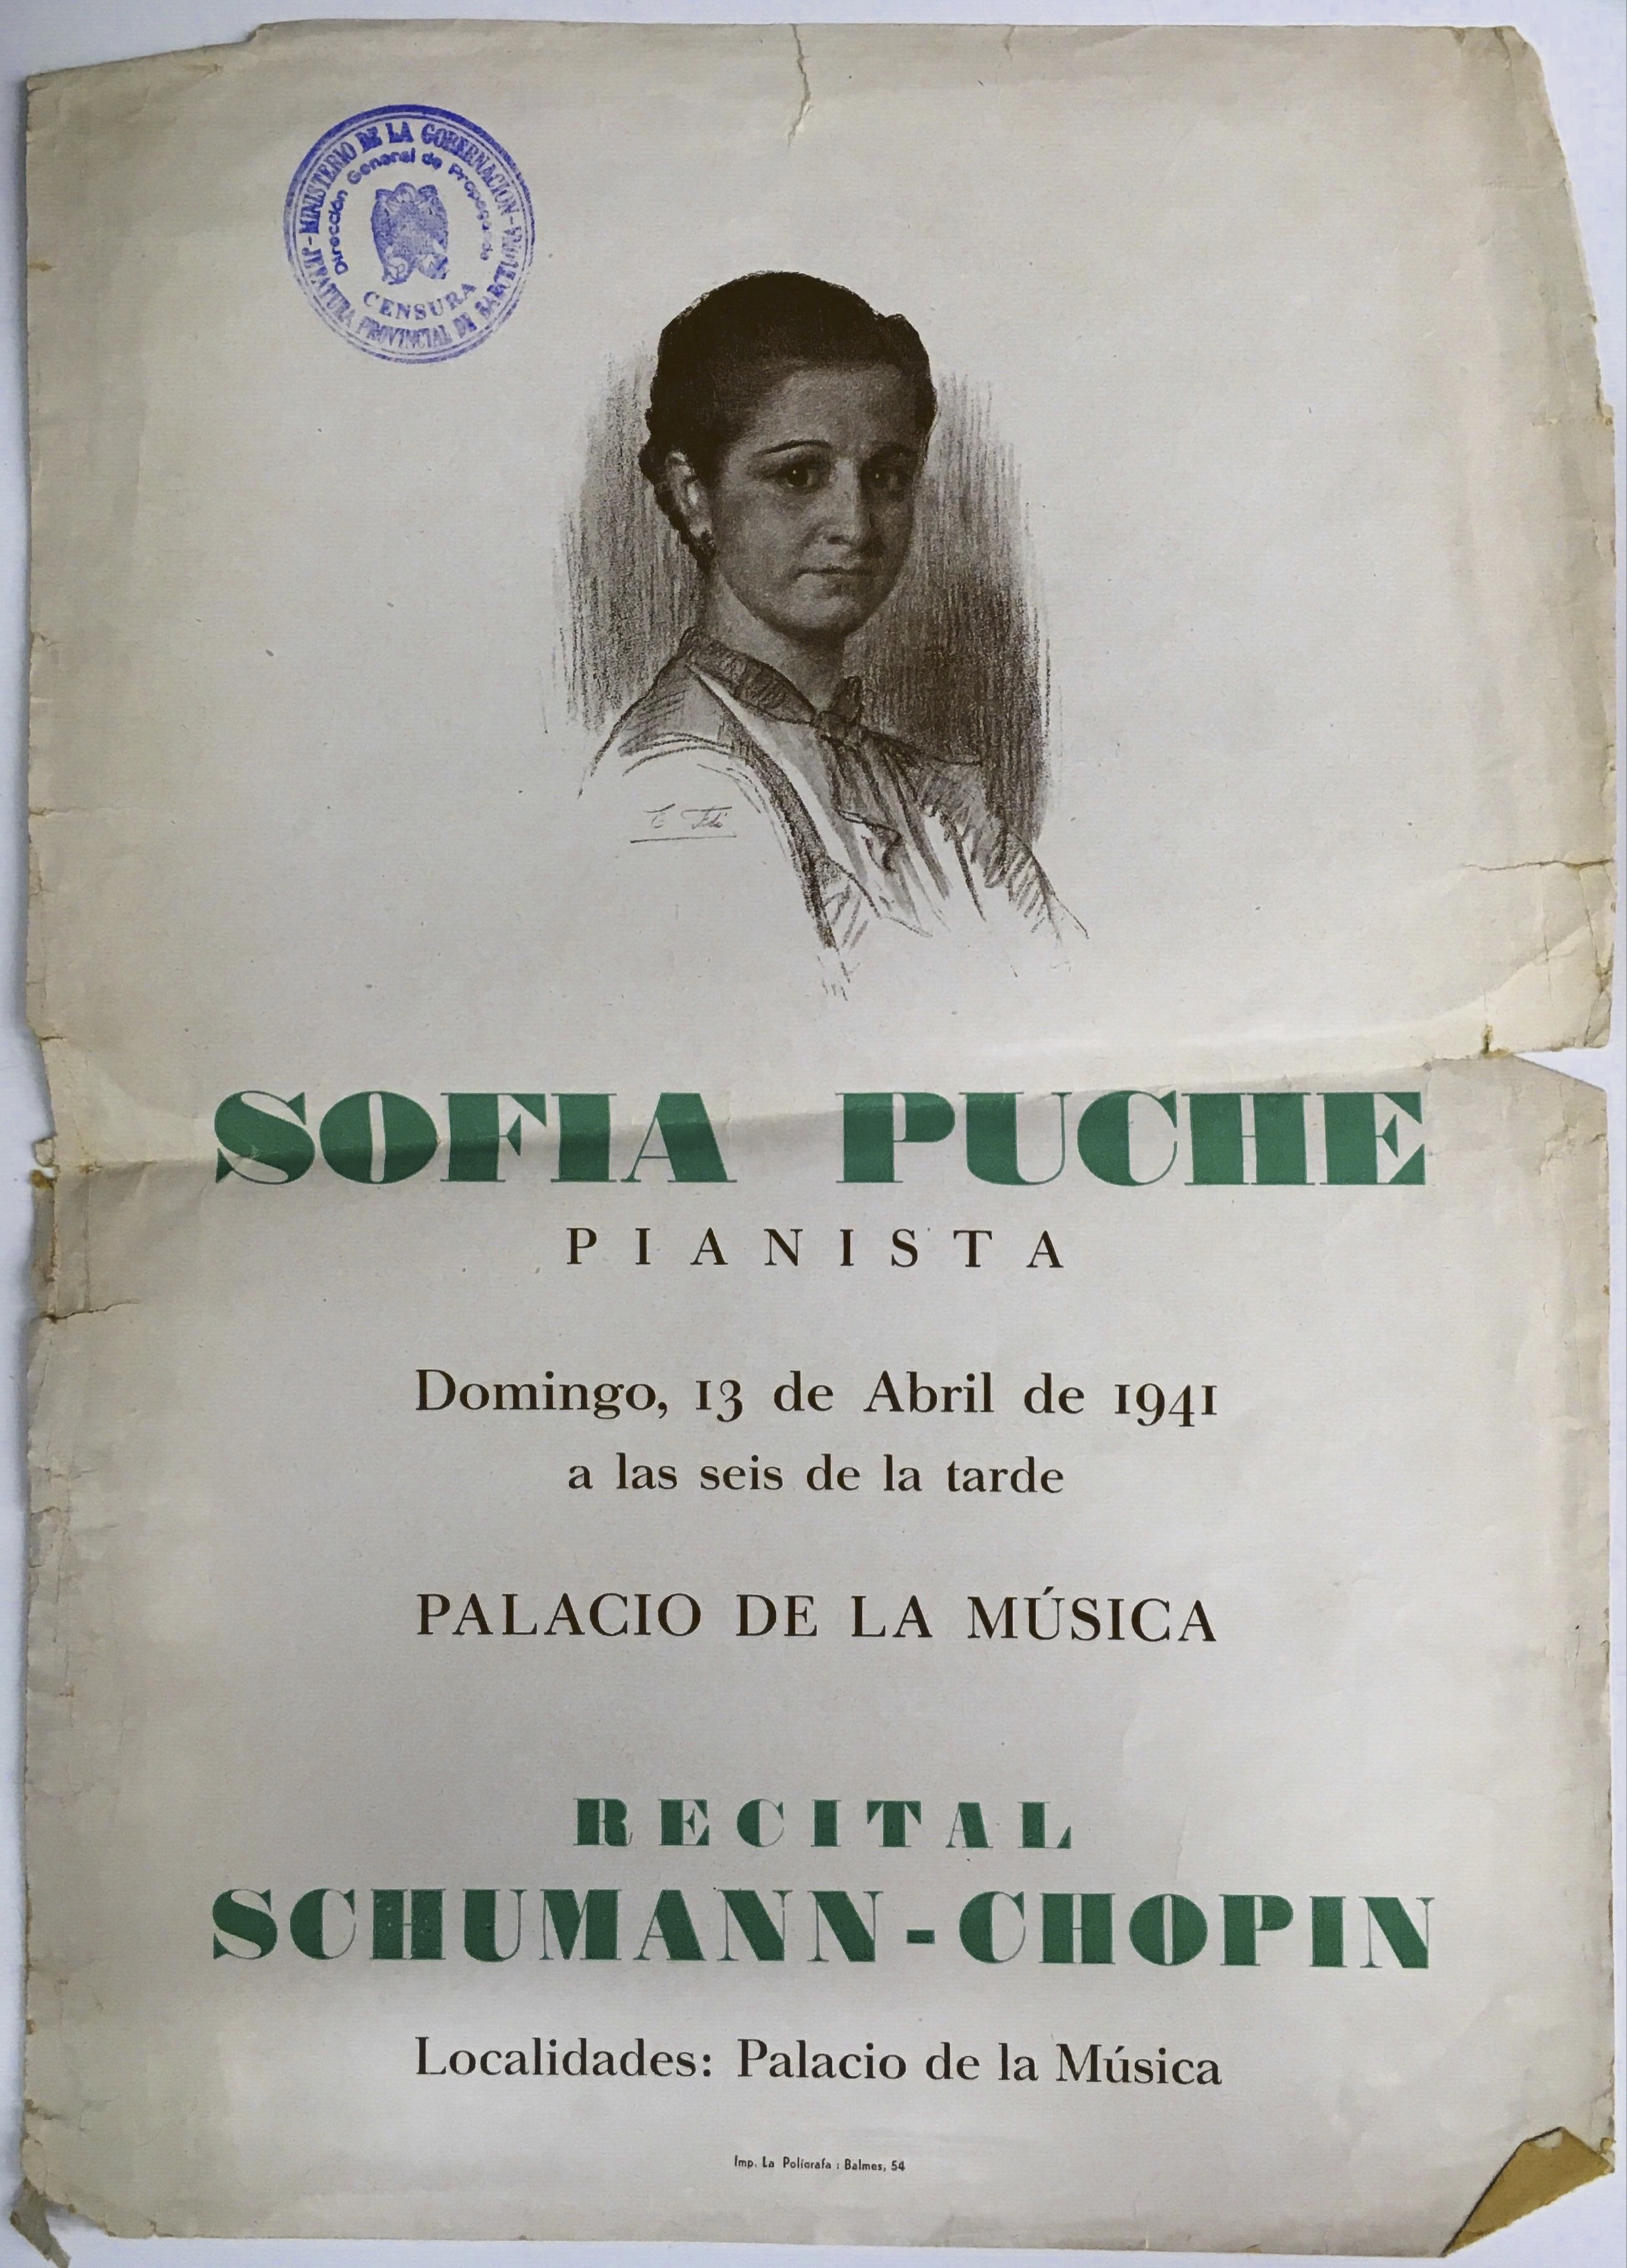 MINISTERIO DE LA GOBERNACION
Dirección General de Propaganda
CENSURA
JEFATURA PROVINCIAL DE BARCELONA
SOFIA PUCHE
PIANISTA
Domingo, 13 de Abril de 1941
a las seis de la tarde
PALACIO DE LA MÚSICA
RECITAL
SCHUMANN-CHOPIN
Localidades: Palacio de la Música
Imp. La Polígrafa : Balmes, 54